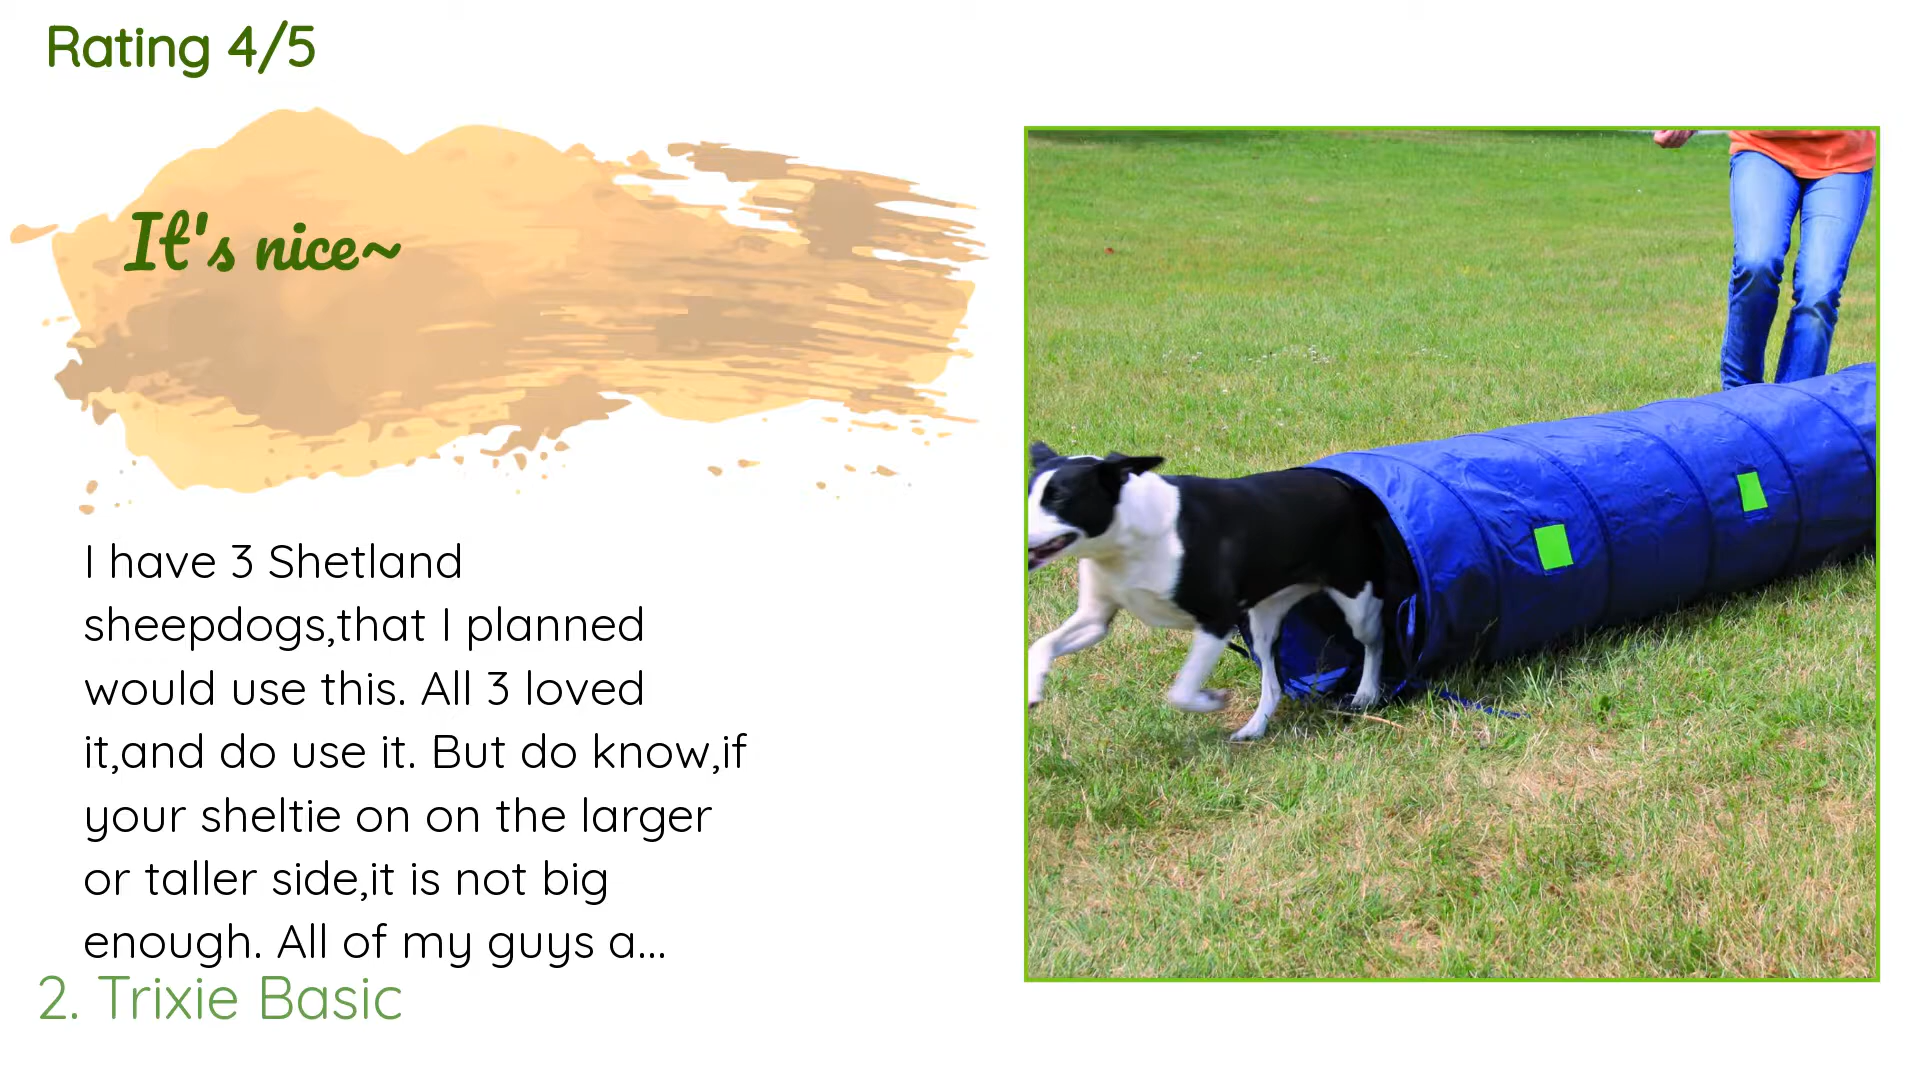 Rating 4/5
It's nice~
I have 3 Shetland
sheepdogs,that I planned
would use this. All 3 loved
it,and do use it. But do know,if
your sheltie on on the larger
or taller side,it is not big
enough. All of my guys a...
2. Trixie Basic